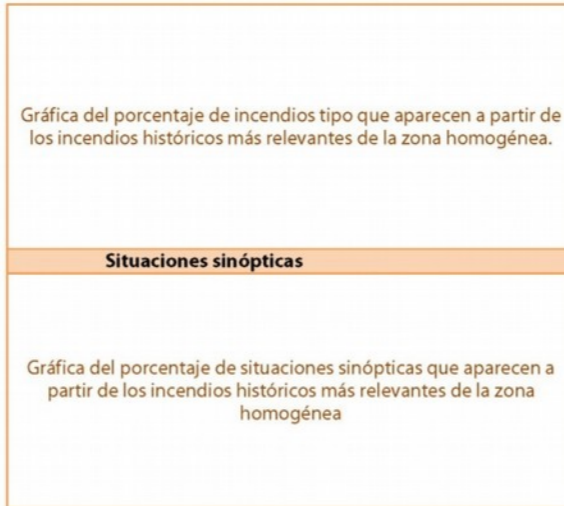 Gráfica del porcentaje de incendios tipo que aparecen a partir de
los incendios históricos más relevantes de la zona homogénea.
Situaciones sinópticas
Gráfica del porcentaje de situaciones sinópticas que aparecen a
partir de los incendios históricos más relevantes de la zona
homogénea